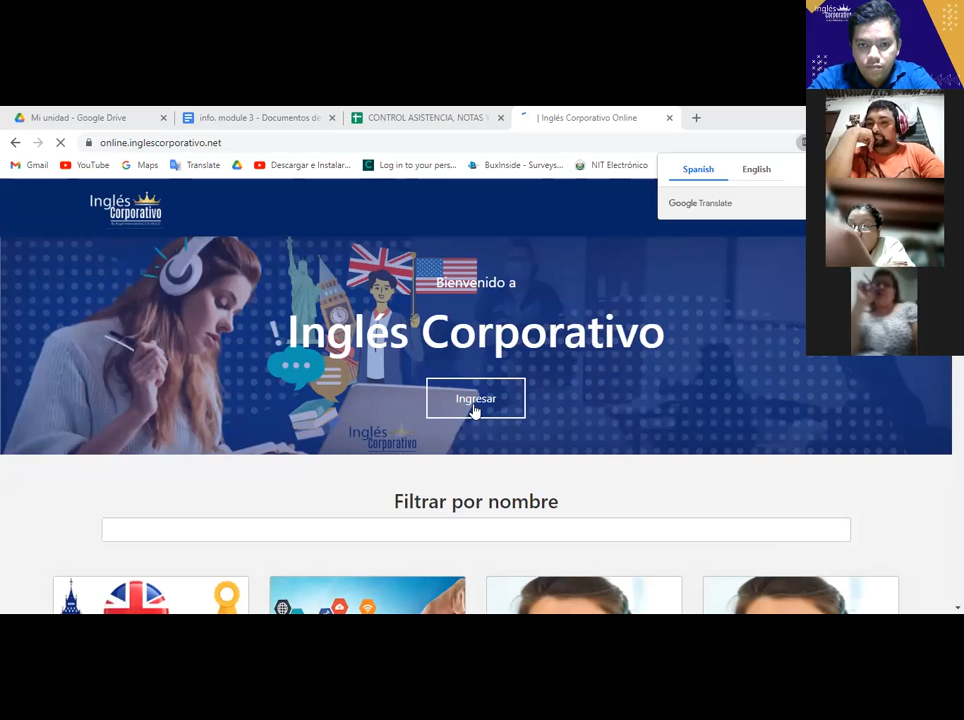 Mi unidad - Google Drive
info. module 3 - Documentos de
CONTROL ASISTENCIA, NOTAS
| Inglés Corporativo Online
online.inglescorporativo.net
Gmail
YouTube
Maps
Translate
Descargar e Instalar...
Log in to your pers...
BuxInside - Surveys...
NIT Electrónico
Spanish
English
Google Translate
Inglés
Corporativo
Bienvenido a
Inglés Corporativo
Ingresar
Inglés
Corporativo
Filtrar por nombre
Inglés